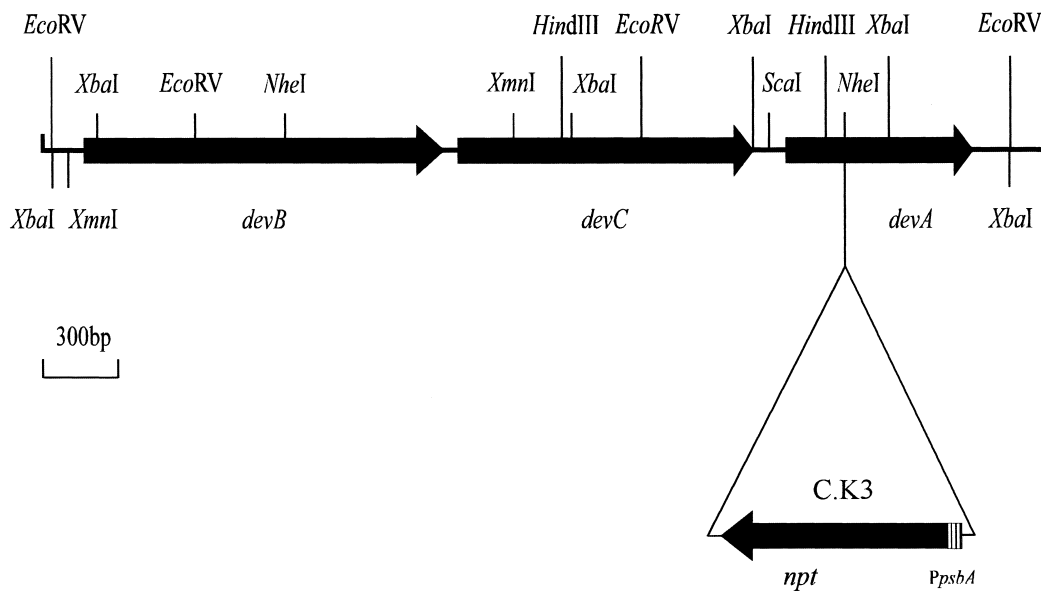 EcoRV
HindIII EcoRV XbaI HindIII XbaI EcoRV
XbaI EcoRV NheI XmnI XbaI ScaI NheI
XbaI XmnI devB devC devA XbaI
300bp
C.K3
npt PpsbA